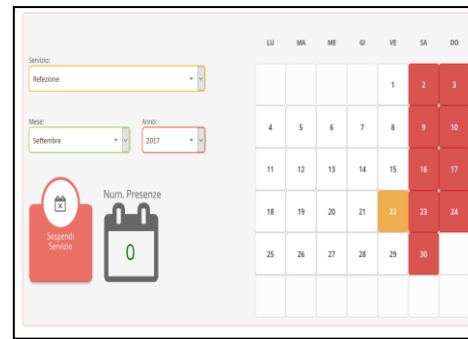 Servizio:
Refezione
Mese:
Anno:
Settembre
2017
Sospendi
Servizio
Num. Presenze
0
LU MA ME GI VE SA DO
1 2 3
4 5 6 7 8 9 10
11 12 13 14 15 16 17
18 19 20 21 22 23 24
25 26 27 28 29 30